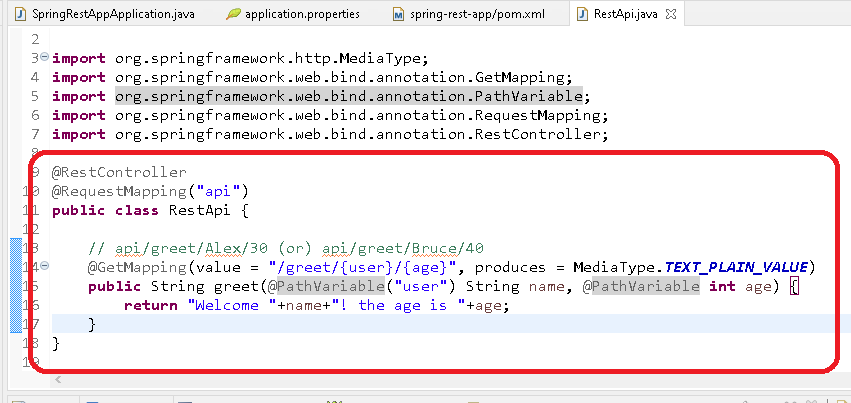 SpringRestAppApplication.java application.properties spring-rest-app/pom.xml RestApi.java
2
3 import org.springframework.http.MediaType;
4 import org.springframework.web.bind.annotation.GetMapping;
5 import org.springframework.web.bind.annotation.PathVariable;
6 import org.springframework.web.bind.annotation.RequestMapping;
7 import org.springframework.web.bind.annotation.RestController;
8
9 @RestController
10 @RequestMapping("api")
11 public class RestApi {
12
13 // api/greet/Alex/30 (or) api/greet/Bruce/40
14 @GetMapping(value = "/greet/{user}/{age}", produces = MediaType.TEXT_PLAIN_VALUE)
15 public String greet(@PathVariable("user") String name, @PathVariable int age) {
16 return "Welcome "+name+"! the age is "+age;
17 }
18 }
19